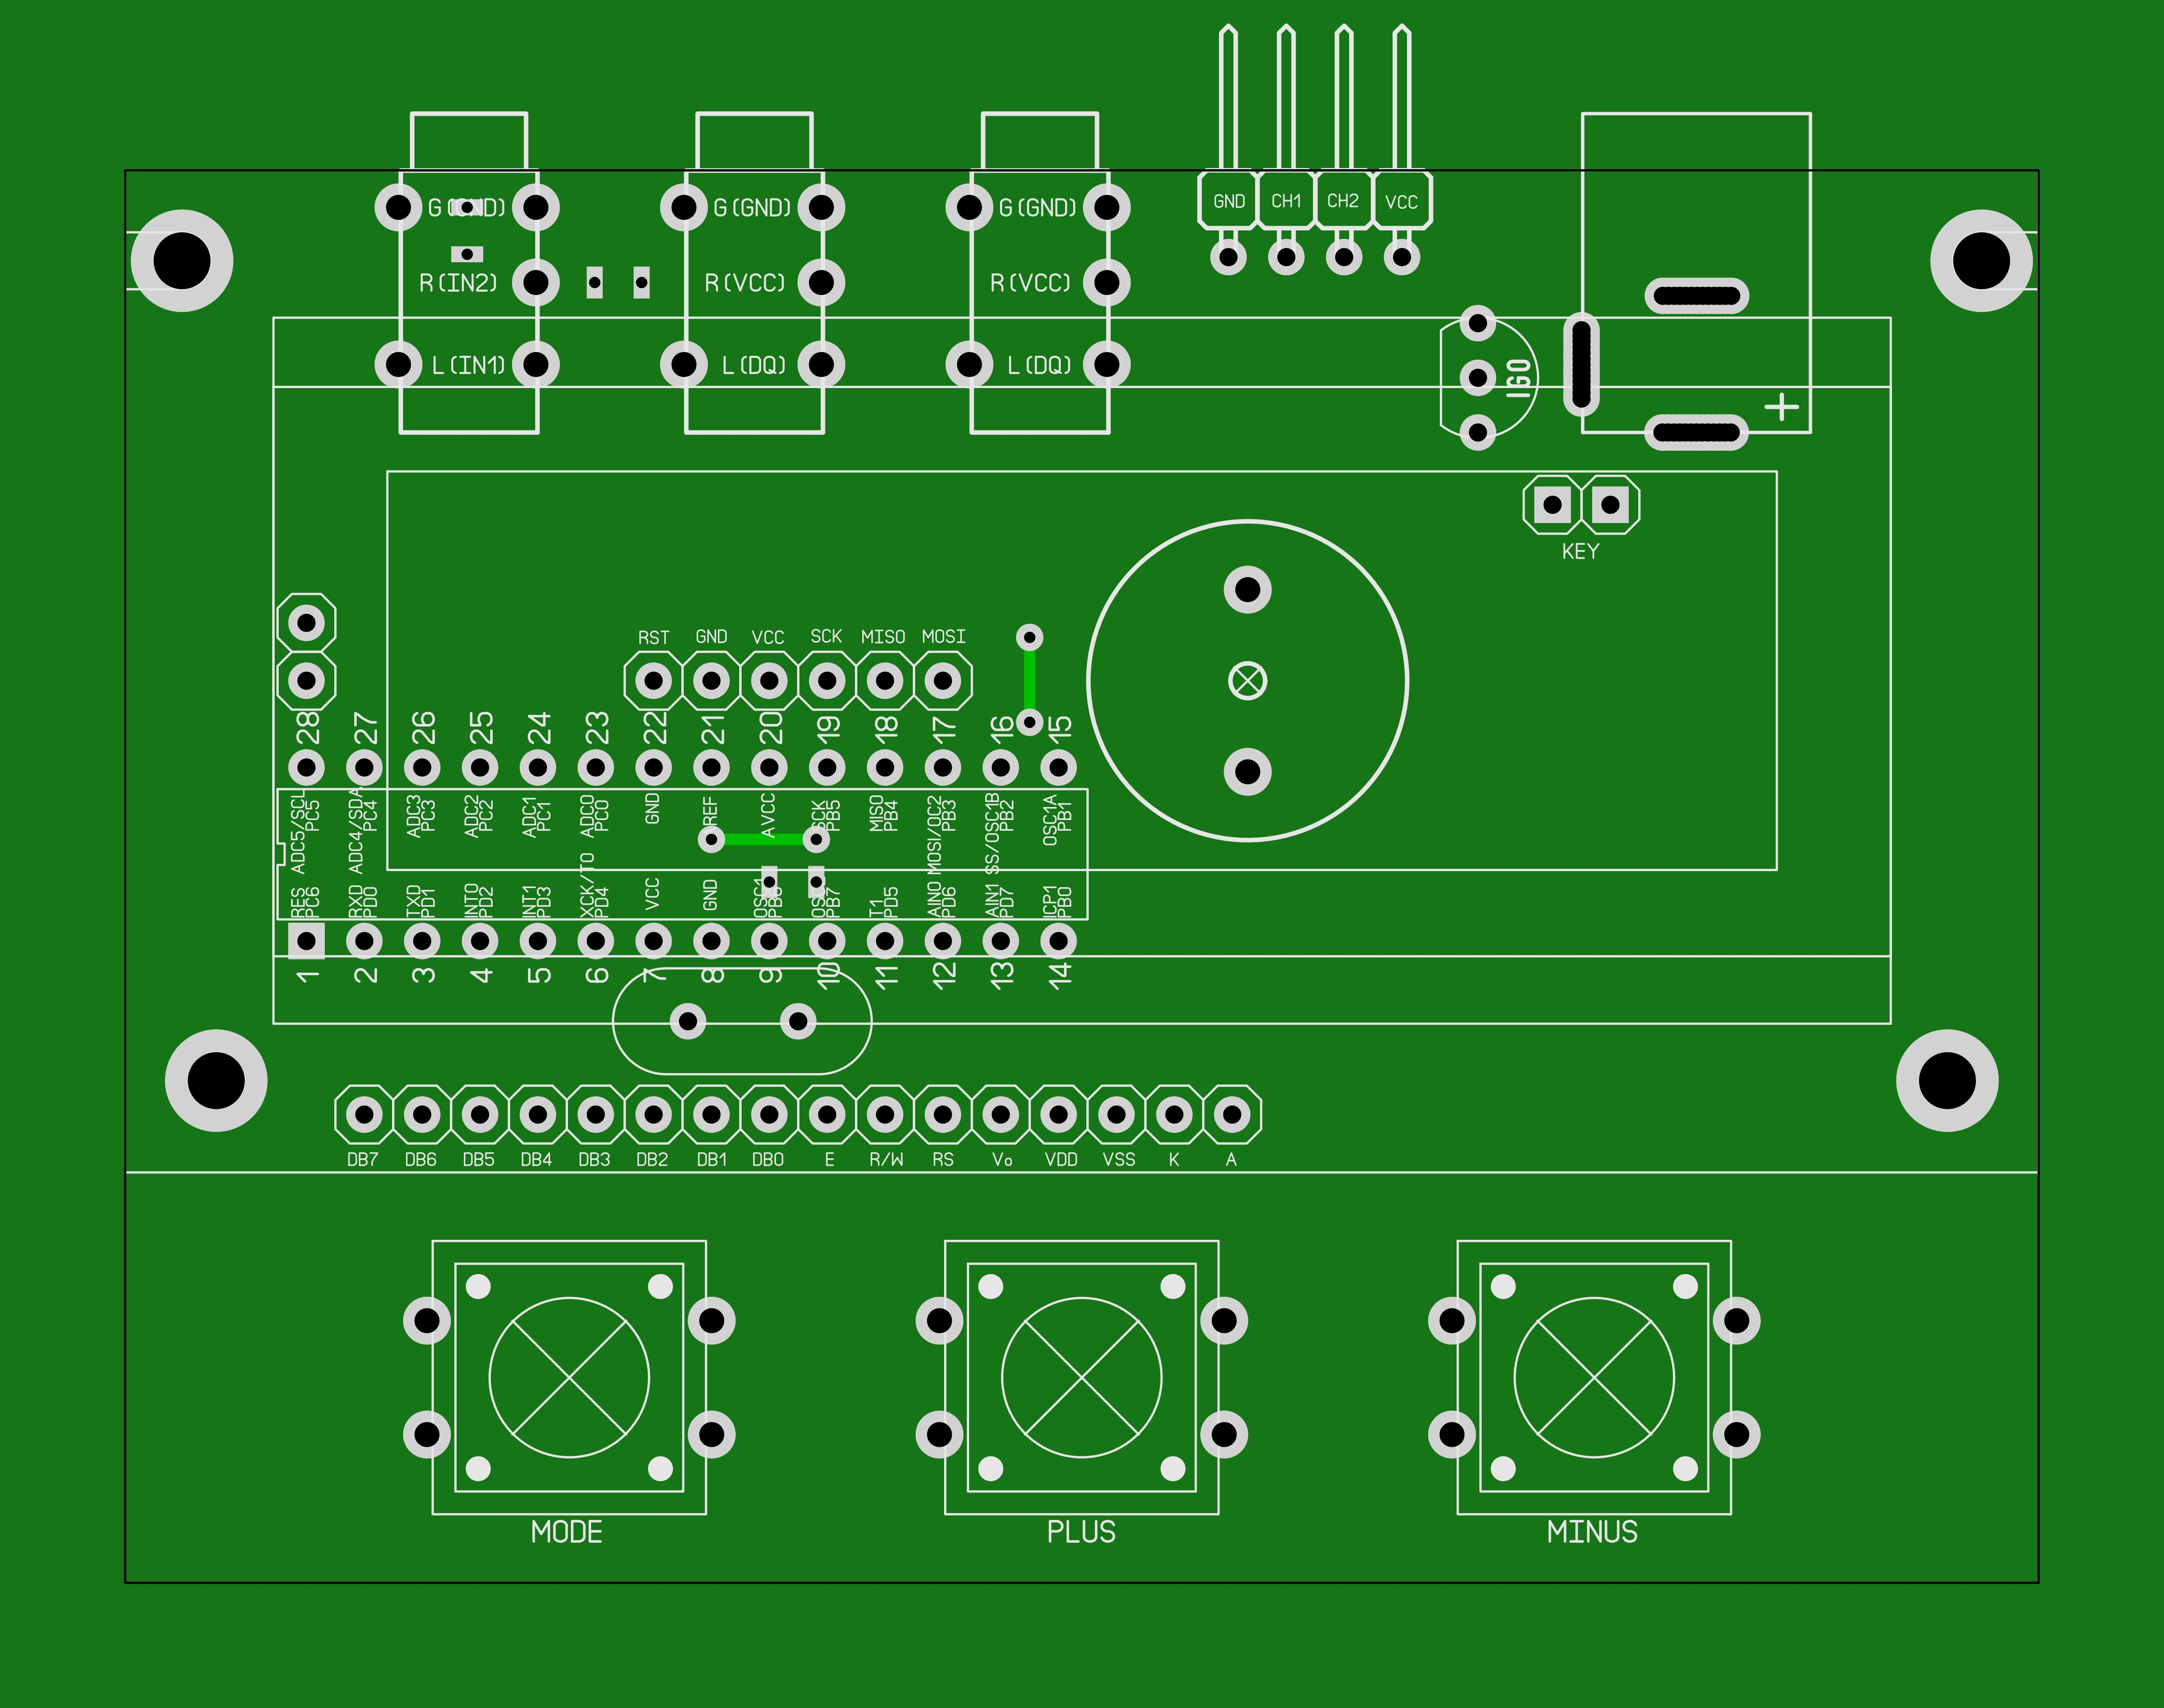 GND CH1 CH2 VCC
G(GND) G(GND) G(GND)
R(IN2) R(VCC) R(VCC)
L(IN1) L(DQ) L(DQ)
IGO
+
KEY
RST GND VCC SCK MISO MOSI
28 27 26 25 24 23 22 21 20 19 18 17 16 15
ADC5/SCL ADC4/SDA ADC3 ADC2 ADC1 ADC0 GND REF AVCC SCK MISO MOSI/OC2 SS/OSC1B OSC1A
PC5 PC4 PC3 PC2 PC1 PC0 PB5 PB4 PB3 PB2 PB1
RES RXD TXD INT0 INT1 XCK/TO VCC GND OSC1 T1 AIN0 AIN1 ICP1
PC6 PD0 PD1 PD2 PD3 PD4 PB7 PD5 PD6 PD7 PB0
1 2 3 4 5 6 7 8 9 10 11 12 13 14
DB7 DB6 DB5 DB4 DB3 DB2 DB1 DB0 E R/W RS Vo VDD VSS K A
MODE PLUS MINUS